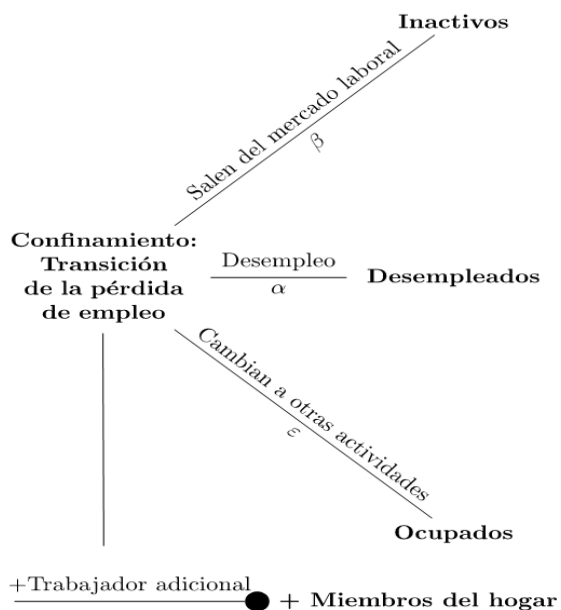 Inactivos
Salen del mercado laboral
β
Confinamiento:
Transición
de la pérdida
de empleo
Desempleo
α
Desempleados
Cambian a otras actividades
ε
Ocupados
+Trabajador adicional
+ Miembros del hogar